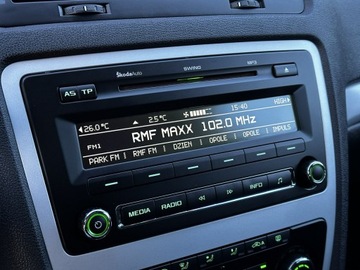 ŠkodaAuto SWING MP3
AS TP
26.0°C 2.5°C 15:40 HIGH
RMF MAXX 102.0 MHz
FM1
PARK FM RMF FM DZIEN OPOLE OPOLE IMPULS
MEDIA RADIO INFO